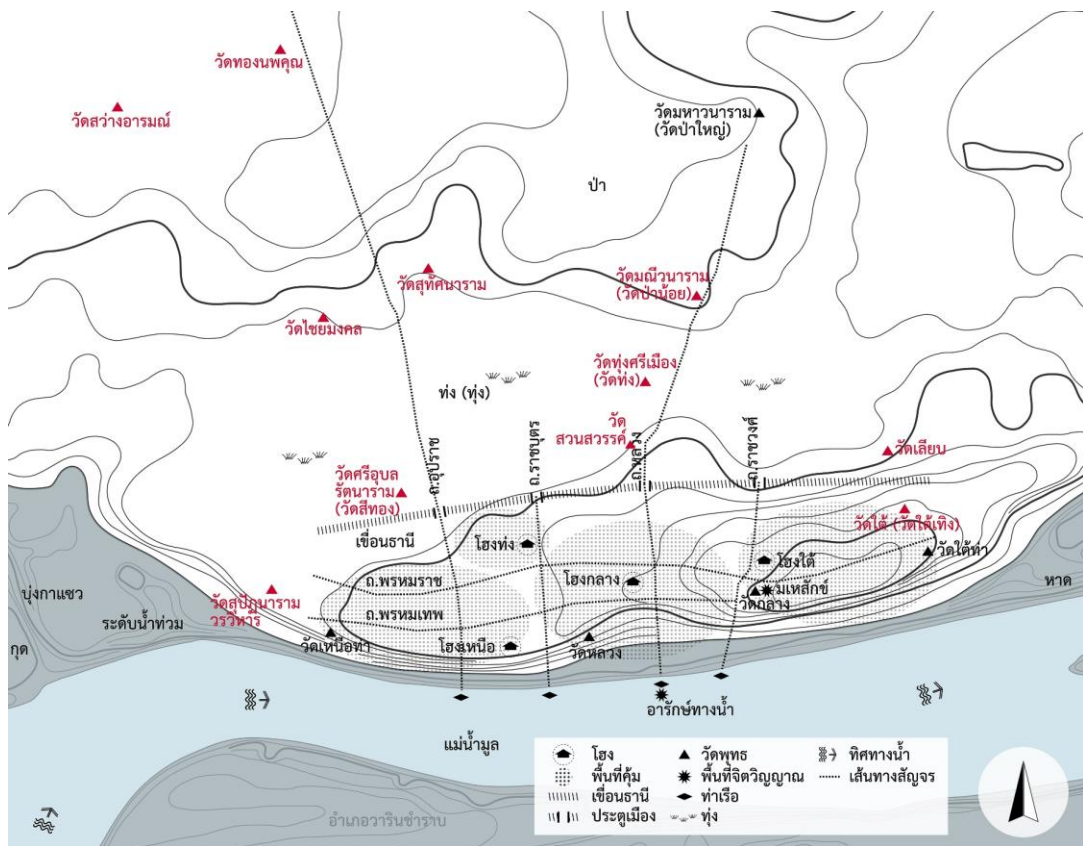 วัดทองนพคุณ
วัดสว่างอารมณ์
วัดมหาวนาราม
(วัดป่าใหญ่)
ป่า
วัดสุทัศนาราม
วัดมณีวนาราม
(วัดป่าน้อย)
วัดไชยมงคล
วัดทุ่งศรีเมือง
(วัดท่ง)
ท่ง (ทุ่ง)
วัด
สวนสวรรค์
ถ.อุปราช
ถ.ราชบุตร
ถ.หลวง
ถ.ราชวงศ์
วัดเลียบ
วัดศรีอุบล
รัตนาราม
(วัดสีทอง)
เขื่อนธานี
โฮงท่ง
วัดใต้ (วัดใต้เทิง)
วัดใต้ท่า
โฮงใต้
โฮงกลาง
มเหสักข์
วัดกลาง
ถ.พรหมราช
ถ.พรหมเทพ
บุ่งกาแซว
ระดับน้ำท่วม
กุด
วัดสุปัฏนาราม
วรวิหาร
วัดเหนือท่า
โฮงเหนือ
วัดหลวง
หาด
อารักษ์ทางน้ำ
แม่น้ำมูล
อำเภอวารินชำราบ
โฮง
พื้นที่คุ้ม
เขื่อนธานี
ประตูเมือง
วัดพุทธ
พื้นที่จิตวิญญาณ
ท่าเรือ
ทุ่ง
ทิศทางน้ำ
เส้นทางสัญจร